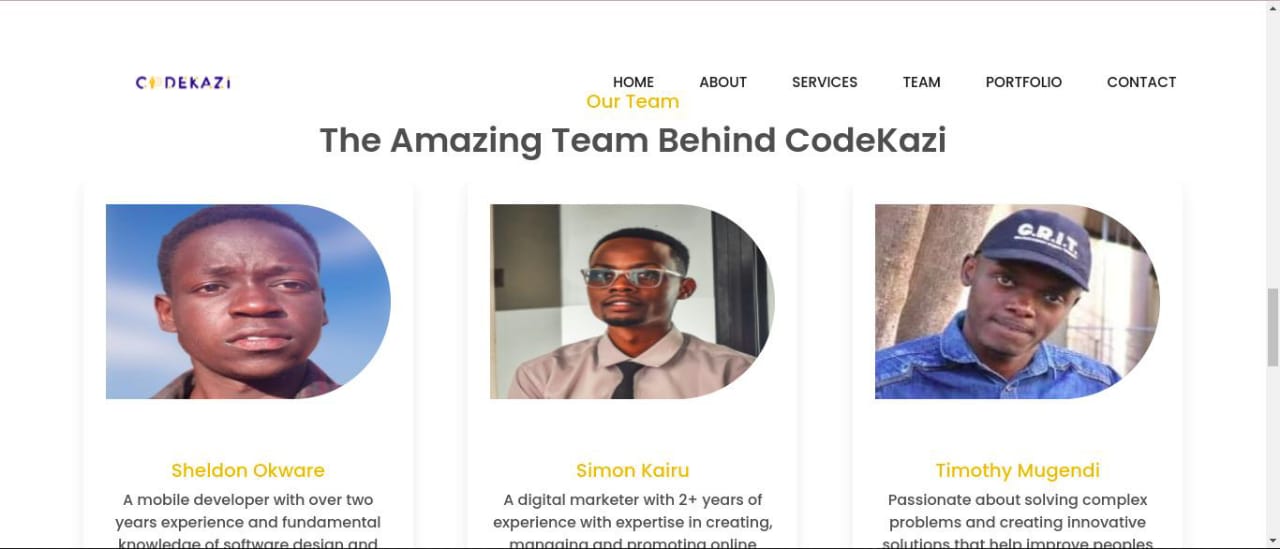 CODEKAZI
HOME ABOUT SERVICES TEAM PORTFOLIO CONTACT
Our Team
The Amazing Team Behind CodeKazi
G.R.I.T.
Sheldon Okware
A mobile developer with over two
years experience and fundamental
knowledge of software design and
Simon Kairu
A digital marketer with 2+ years of
experience with expertise in creating,
managing and promoting online
Timothy Mugendi
Passionate about solving complex
problems and creating innovative
solutions that help improve peoples